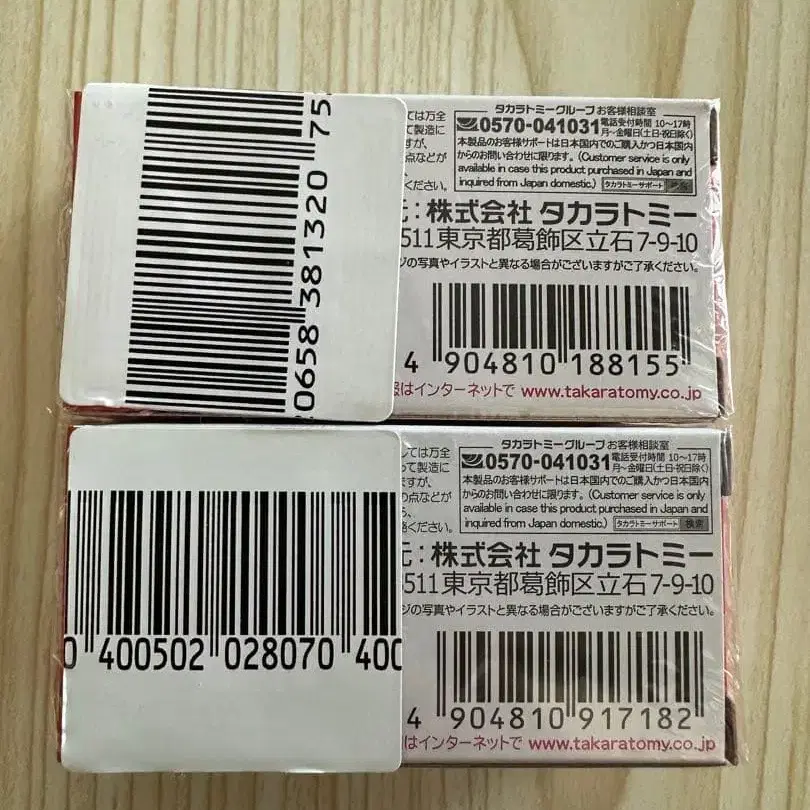 75
20658 381320
ては万全
て製造に
すが、
点などが
ください。
タカラトミーグループ お客様相談室
0570-041031 電話受付時間 10～17時
月～金曜日(土日・祝日除く)
本製品のお客様サポートは日本国内でのご購入かつ日本国内
からのお問い合わせに限ります。(Customer service is only
available in case this product purchased in Japan and
inquired from Japan domestic.) タカラトミーサポート
元：株式会社 タカラトミー
511東京都葛飾区立石7-9-10
ジの写真やイラストと異なる場合がございますがご了承ください。
4 904810 188155
はインターネットで www.takaratomy.co.jp
0 400502 028070 400
ては万全
って製造に
ますが、
の点などが
ら、
ください。
タカラトミーグループ お客様相談室
0570-041031 電話受付時間 10～17時
月～金曜日(土日・祝日除く)
本製品のお客様サポートは日本国内でのご購入かつ日本国内
からのお問い合わせに限ります。(Customer service is only
available in case this product purchased in Japan and
inquired from Japan domestic.) タカラトミーサポート 検索
元：株式会社 タカラトミー
511東京都葛飾区立石7-9-10
ジの写真やイラストと異なる場合がございますがご了承ください。
4 904810 917182
はインターネットで www.takaratomy.co.jp